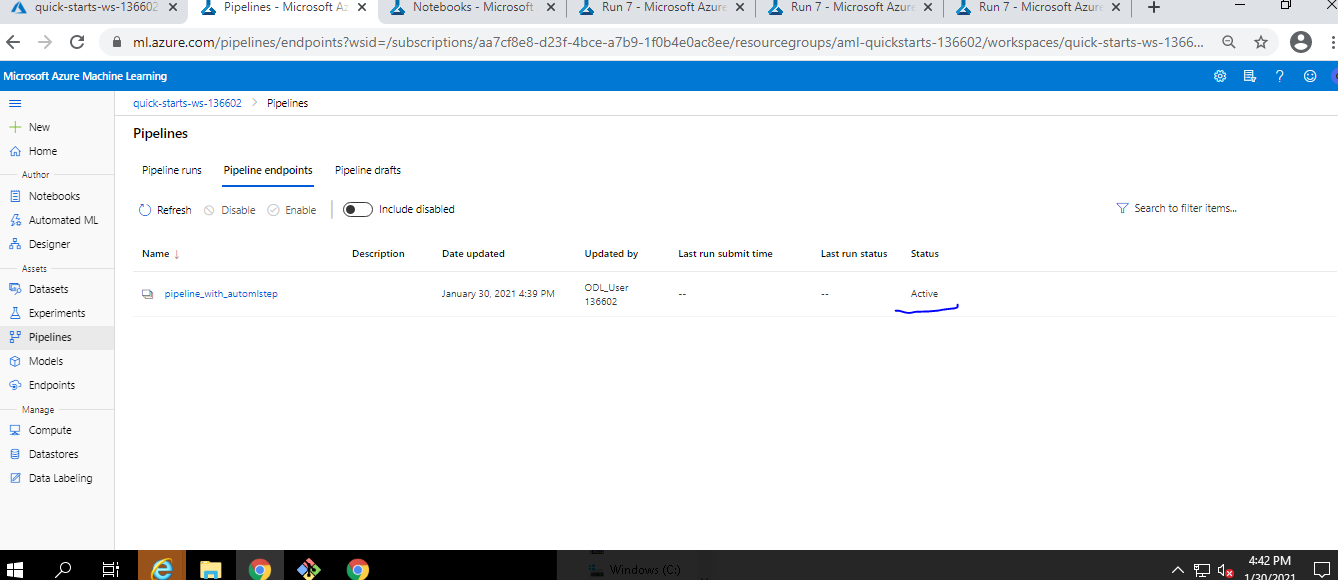 quick-starts-ws-136602
Pipelines - Microsoft Az
Notebooks - Microsoft
Run 7 - Microsoft Azure
Run 7 - Microsoft Azure
Run 7 - Microsoft Azure
ml.azure.com/pipelines/endpoints?wsid=/subscriptions/aa7cf8e8-d23f-4bce-a7b9-1f0b4e0ac8ee/resourcegroups/aml-quickstarts-136602/workspaces/quick-starts-ws-1366...
Microsoft Azure Machine Learning
quick-starts-ws-136602 > Pipelines
New
Home
Author
Notebooks
Automated ML
Designer
Assets
Datasets
Experiments
Pipelines
Models
Endpoints
Manage
Compute
Datastores
Data Labeling
Pipelines
Pipeline runs Pipeline endpoints Pipeline drafts
Refresh Disable Enable Include disabled Search to filter items...
Name ↓ Description Date updated Updated by Last run submit time Last run status Status
pipeline_with_automlstep January 30, 2021 4:39 PM ODL_User -- -- Active
136602
Windows (C:)
4:42 PM
1/30/2021